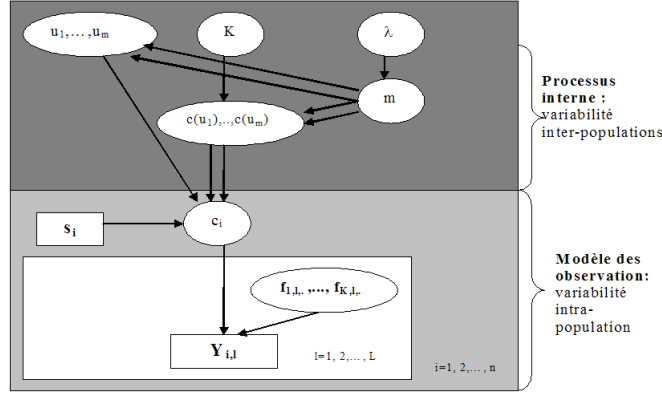 u1,…,um
K
λ
m
c(u1),..,c(um)
Processus
interne :
variabilité
inter-populations
si
ci
f1,l,. ,..., fK,l,.
Yi,l
l=1, 2,…, L
i=1, 2,…, n
Modèle des
observation:
variabilité
intra-
population